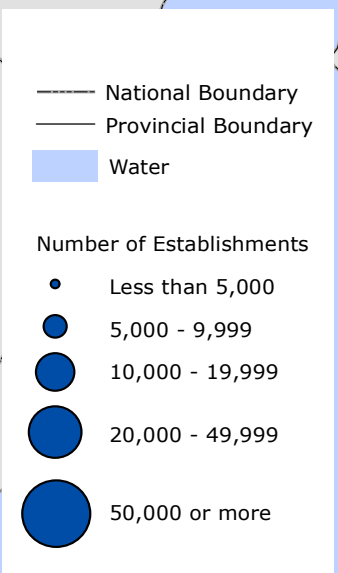 National Boundary
Provincial Boundary
Water
Number of Establishments
Less than 5,000
5,000 - 9,999
10,000 - 19,999
20,000 - 49,999
50,000 or more